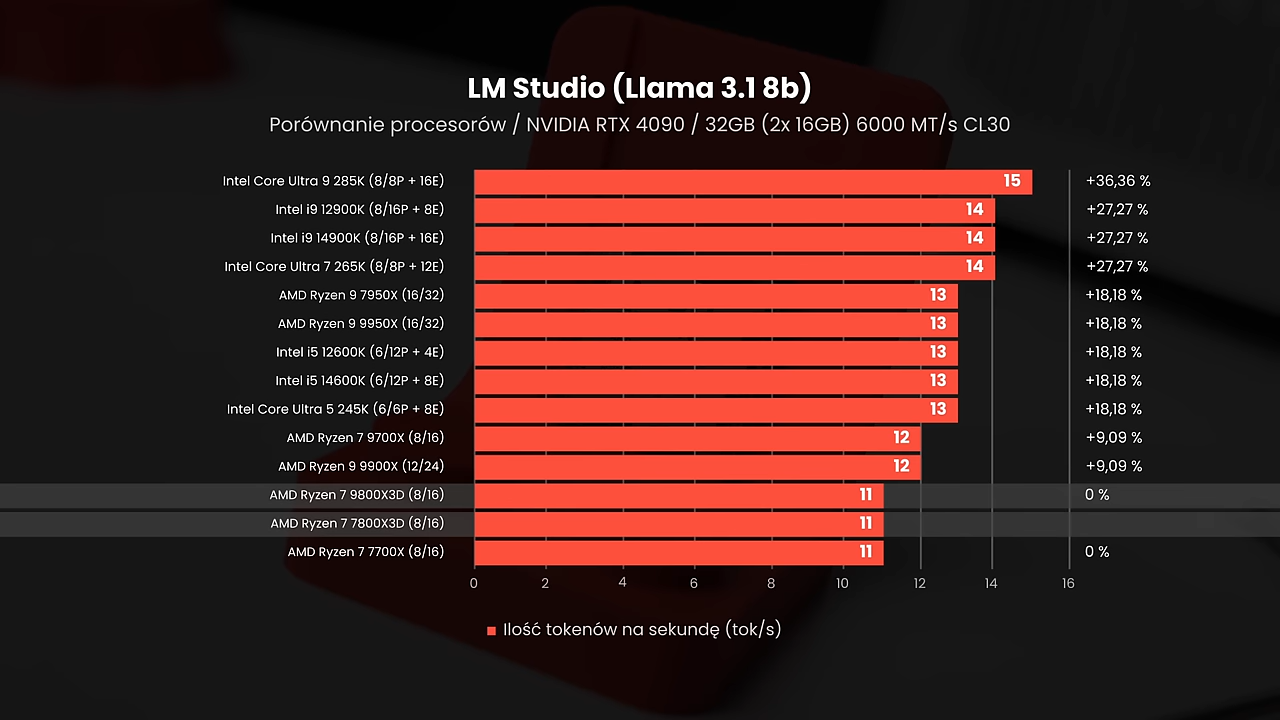 LM Studio (Llama 3.1 8b)
Porównanie procesorów / NVIDIA RTX 4090 / 32GB (2x 16GB) 6000 MT/s CL30
Intel Core Ultra 9 285K (8/8P + 16E) 15 +36,36 %
Intel i9 12900K (8/16P + 8E) 14 +27,27 %
Intel i9 14900K (8/16P + 16E) 14 +27,27 %
Intel Core Ultra 7 265K (8/8P + 12E) 14 +27,27 %
AMD Ryzen 9 7950X (16/32) 13 +18,18 %
AMD Ryzen 9 9950X (16/32) 13 +18,18 %
Intel i5 12600K (6/12P + 4E) 13 +18,18 %
Intel i5 14600K (6/12P + 8E) 13 +18,18 %
Intel Core Ultra 5 245K (6/6P + 8E) 13 +18,18 %
AMD Ryzen 7 9700X (8/16) 12 +9,09 %
AMD Ryzen 9 9900X (12/24) 12 +9,09 %
AMD Ryzen 7 9800X3D (8/16) 11 0 %
AMD Ryzen 7 7800X3D (8/16) 11
AMD Ryzen 7 7700X (8/16) 11 0 %
0 2 4 6 8 10 12 14 16
Ilość tokenów na sekundę (tok/s)